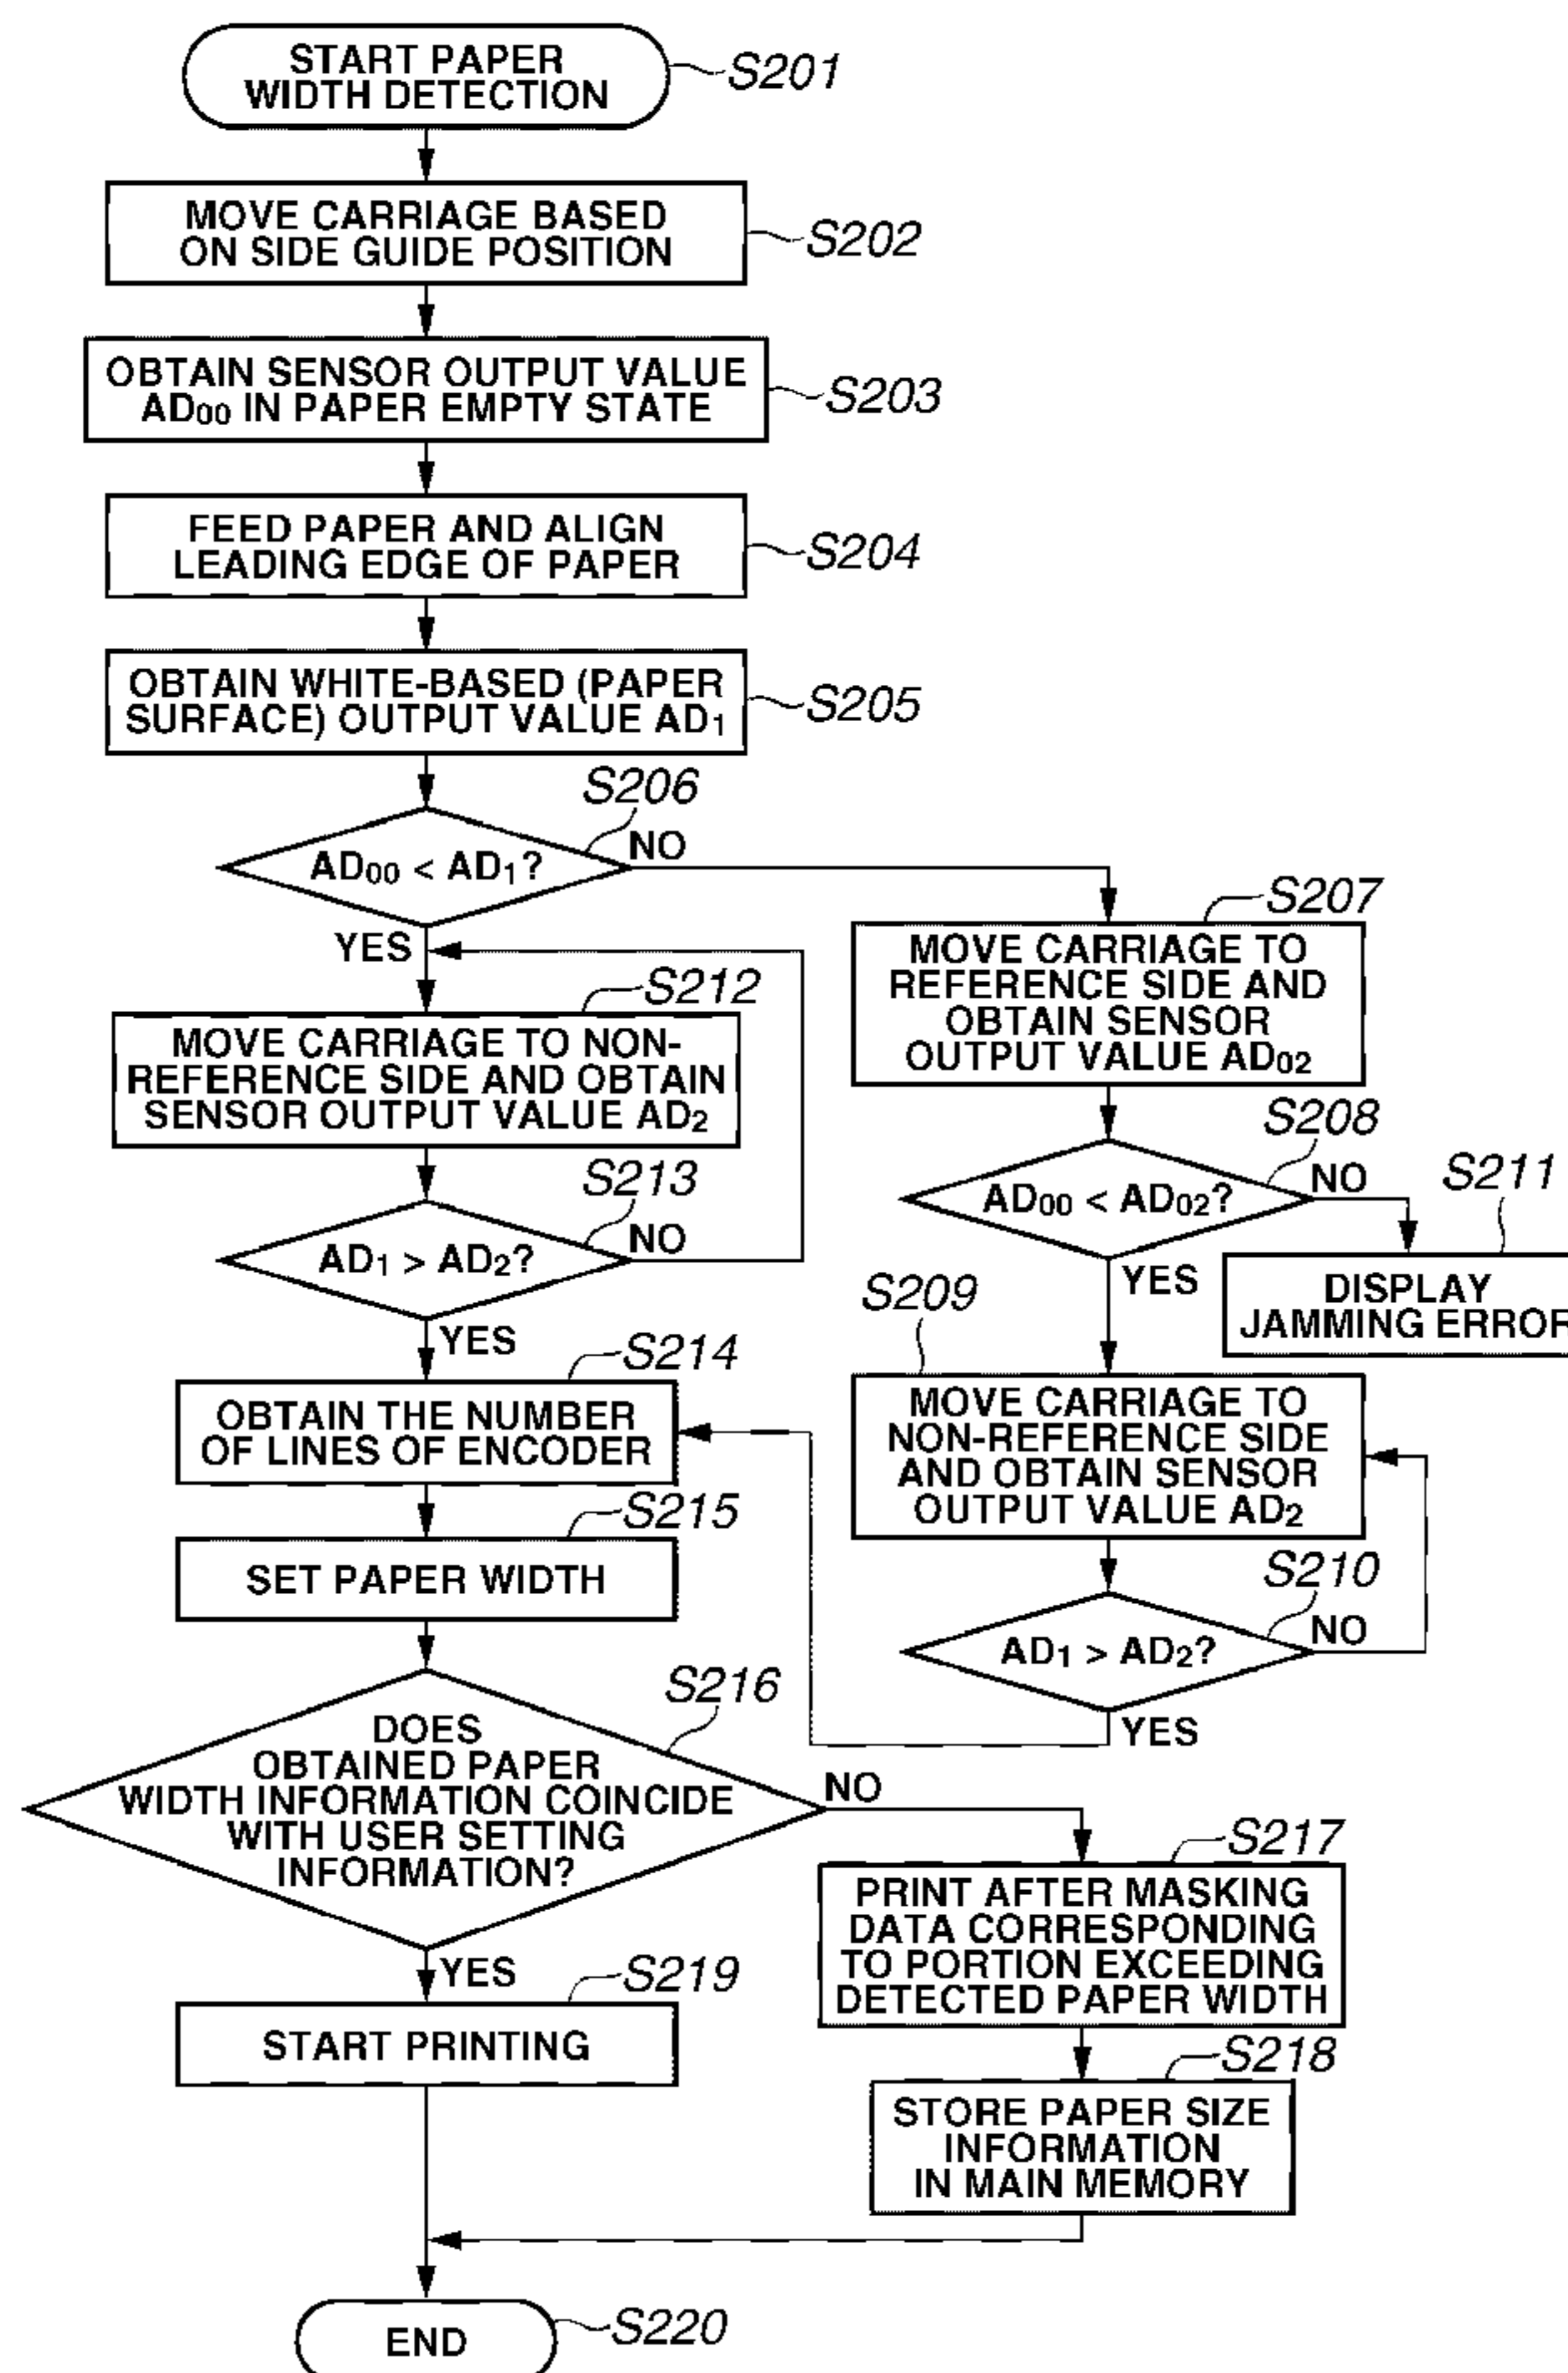 START PAPER
WIDTH DETECTION
S201
MOVE CARRIAGE BASED
ON SIDE GUIDE POSITION
S202
OBTAIN SENSOR OUTPUT VALUE
AD00 IN PAPER EMPTY STATE
S203
FEED PAPER AND ALIGN
LEADING EDGE OF PAPER
S204
OBTAIN WHITE-BASED (PAPER
SURFACE) OUTPUT VALUE AD1
S205
S206
AD00 < AD1?
NO
YES
S207
MOVE CARRIAGE TO
REFERENCE SIDE AND
OBTAIN SENSOR
OUTPUT VALUE AD02
S212
MOVE CARRIAGE TO NON-
REFERENCE SIDE AND OBTAIN
SENSOR OUTPUT VALUE AD2
S208
AD00 < AD02?
NO
YES
S211
DISPLAY
JAMMING ERROR
S213
AD1 > AD2?
NO
YES
S209
MOVE CARRIAGE TO
NON-REFERENCE SIDE
AND OBTAIN SENSOR
OUTPUT VALUE AD2
S214
OBTAIN THE NUMBER
OF LINES OF ENCODER
S210
AD1 > AD2?
NO
YES
S215
SET PAPER WIDTH
S216
DOES
OBTAINED PAPER
WIDTH INFORMATION COINCIDE
WITH USER SETTING
INFORMATION?
NO
YES
S217
PRINT AFTER MASKING
DATA CORRESPONDING
TO PORTION EXCEEDING
DETECTED PAPER WIDTH
S219
START PRINTING
S218
STORE PAPER SIZE
INFORMATION
IN MAIN MEMORY
END
S220